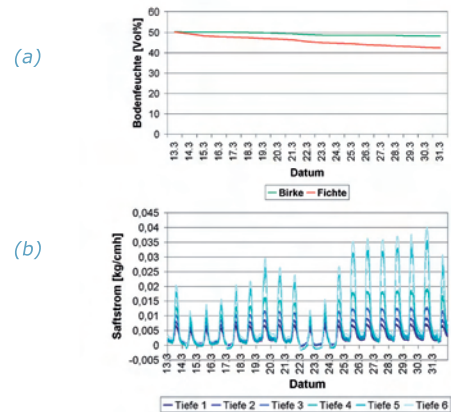 (a)
Bodenfeuchte [Vol%]
60
50
40
30
20
10
0
13.3 14.3 15.3 16.3 17.3 18.3 19.3 20.3 21.3 22.3 23.3 24.3 25.3 26.3 27.3 28.3 29.3 30.3 31.3
Datum
Birke Fichte
(b)
Saftstrom [kg/cmh]
0,045
0,04
0,035
0,03
0,025
0,02
0,015
0,01
0,005
0
-0,005
13.3 14.3 15.3 16.3 17.3 18.3 19.3 20.3 21.3 22.3 23.3 24.3 25.3 26.3 27.3 28.3 29.3 30.3 31.3
Datum
Tiefe 1 Tiefe 2 Tiefe 3 Tiefe 4 Tiefe 5 Tiefe 6